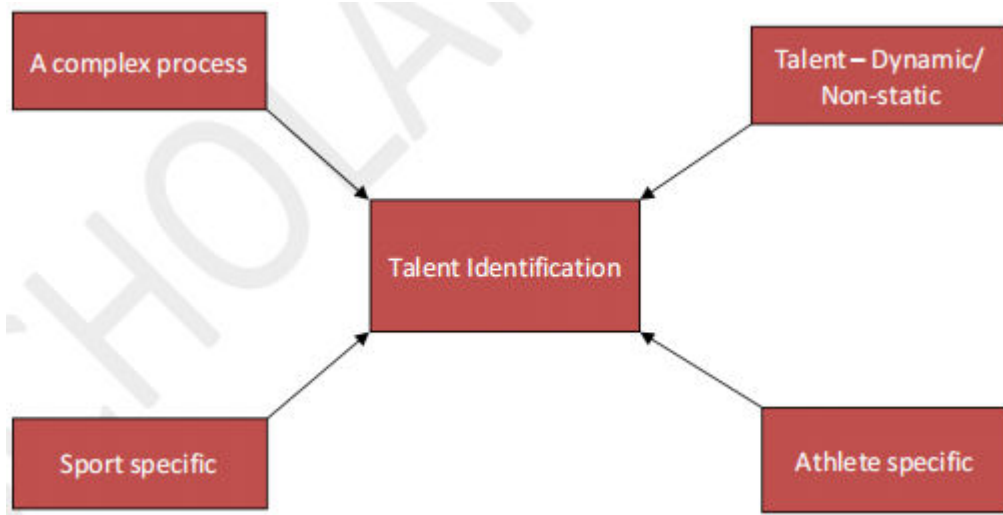 A complex process
Talent – Dynamic/
Non-static
Talent Identification
Sport specific
Athlete specific